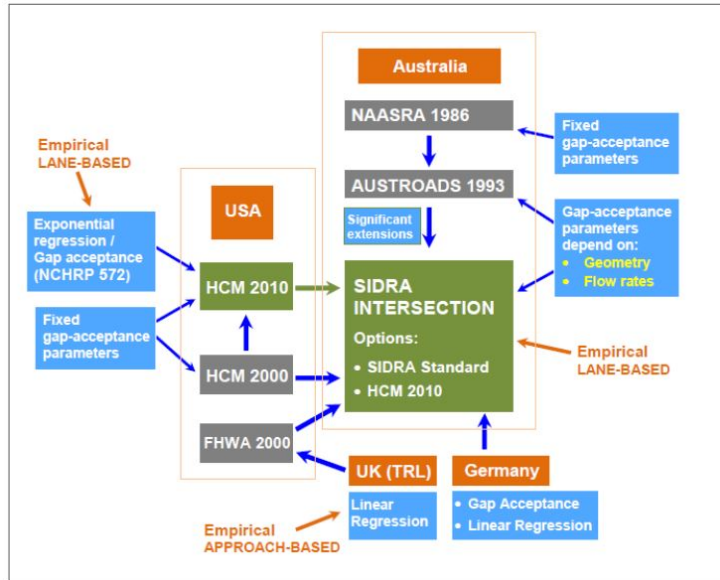 Australia
NAASRA 1986
Fixed
gap-acceptance
parameters
Empirical
LANE-BASED
AUSTROADS 1993
USA
Significant
extensions
Gap-acceptance
parameters
depend on:
• Geometry
• Flow rates
Exponential
regression /
Gap acceptance
(NCHRP 572)
HCM 2010
SIDRA
INTERSECTION
Options:
• SIDRA Standard
• HCM 2010
Fixed
gap-acceptance
parameters
Empirical
LANE-BASED
HCM 2000
FHWA 2000
UK (TRL)
Germany
Linear
Regression
• Gap Acceptance
• Linear Regression
Empirical
APPROACH-BASED